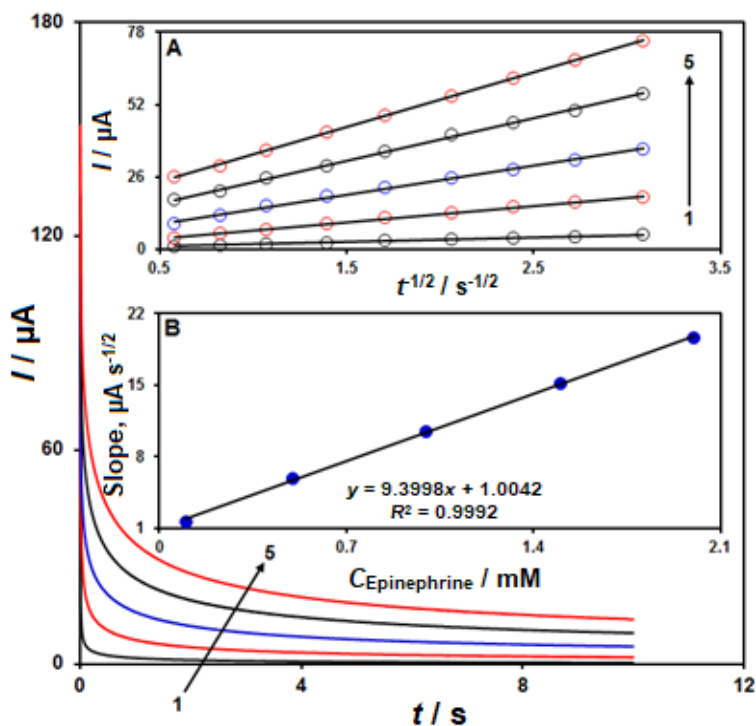 180
120
60
0
I / µA
0
4
8
12
t / s
5
1
A
78
52
26
0
I / µA
0.5
1.5
2.5
3.5
t-1/2 / s-1/2
5
1
B
22
15
8
1
Slope, µA s-1/2
y = 9.3998x + 1.0042
R² = 0.9992
0
0.7
1.4
2.1
CEpinephrine / mM